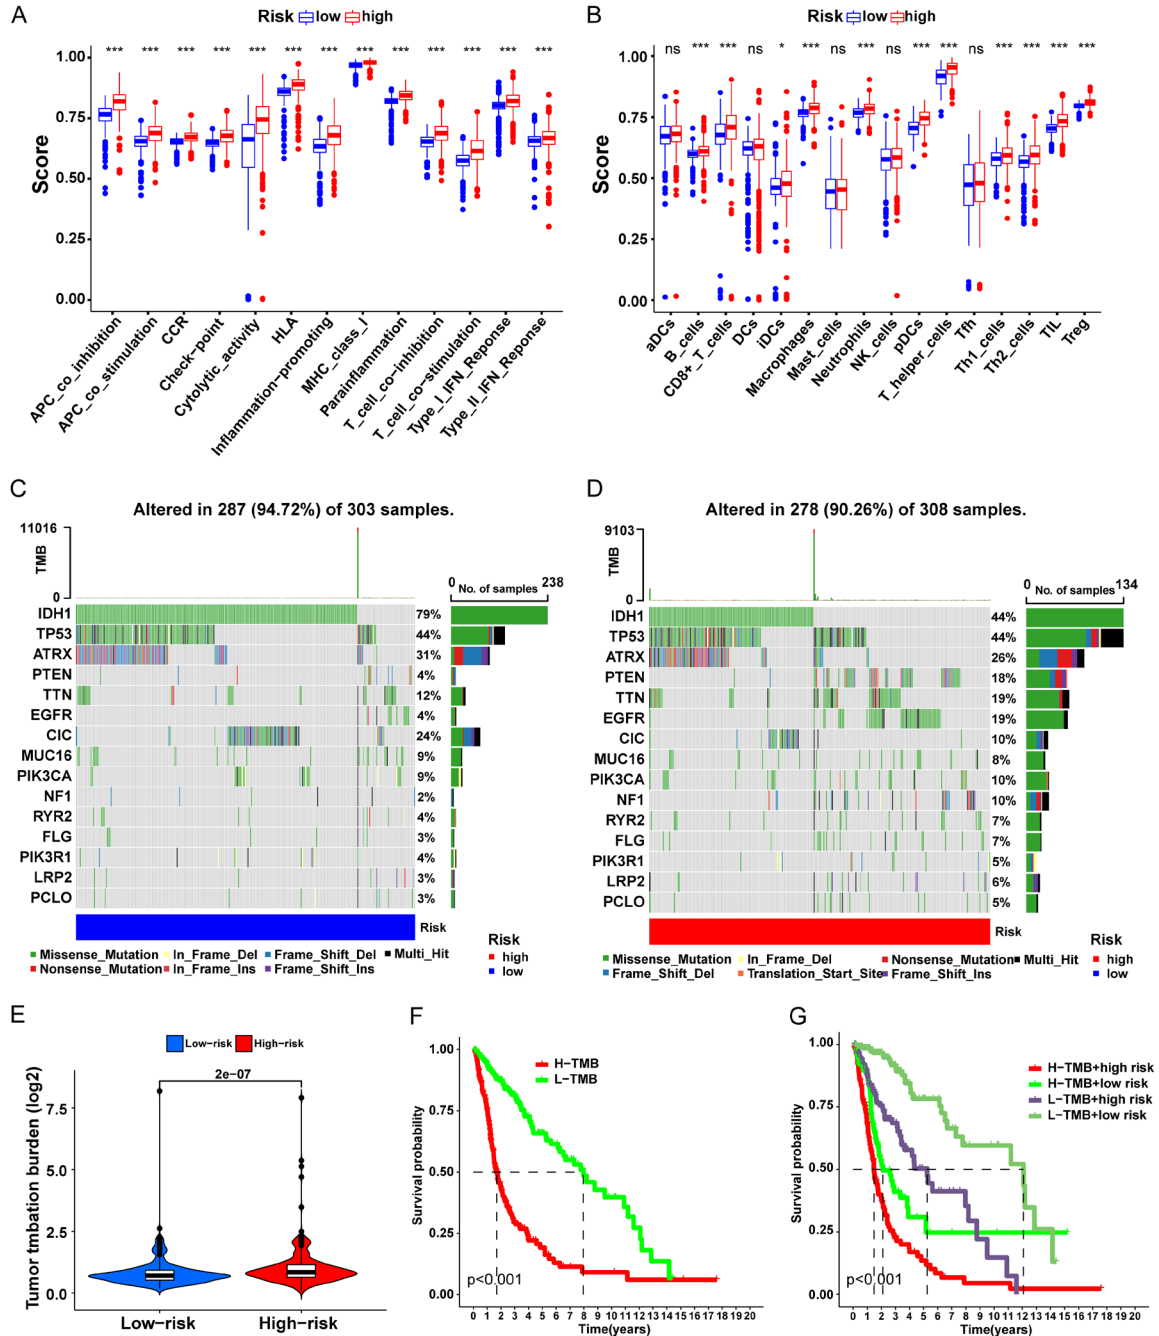 A
Risk low high
*** *** *** *** *** *** *** *** *** *** *** *** ***
Score
1.00
0.75
0.50
0.25
0.00
APC_co_inhibition
APC_co_stimulation
CCR
Check-point
Cytolytic_activity
HLA
Inflammation-promoting
MHC_class_I
Parainflammation
T_cell_co-inhibition
T_cell_co-stimulation
Type_I_IFN_Reponse
Type_II_IFN_Reponse
B
Risk low high
ns *** *** ns * *** ns *** ns *** *** ns *** *** *** ***
Score
1.00
0.75
0.50
0.25
0.00
aDCs
B_cells
CD8+_T_cells
DCs
iDCs
Macrophages
Mast_cells
Neutrophils
NK_cells
pDCs
T_helper_cells
Tfh
Th1_cells
Th2_cells
TIL
Treg
C
Altered in 287 (94.72%) of 303 samples.
11016
TMB
0
0 No. of samples 238
IDH1 79%
TP53 44%
ATRX 31%
PTEN 4%
TTN 12%
EGFR 4%
CIC 24%
MUC16 9%
PIK3CA 9%
NF1 2%
RYR2 4%
FLG 3%
PIK3R1 4%
LRP2 3%
PCLO 3%
Risk
Missense_Mutation In_Frame_Del Frame_Shift_Del Multi_Hit
Nonsense_Mutation In_Frame_Ins Frame_Shift_Ins
Risk
high
low
D
Altered in 278 (90.26%) of 308 samples.
9103
TMB
0
0 No. of samples 134
IDH1 44%
TP53 44%
ATRX 26%
PTEN 18%
TTN 19%
EGFR 19%
CIC 10%
MUC16 8%
PIK3CA 10%
NF1 10%
RYR2 7%
FLG 7%
PIK3R1 5%
LRP2 6%
PCLO 5%
Risk
Missense_Mutation In_Frame_Del Nonsense_Mutation Multi_Hit
Frame_Shift_Del Translation_Start_Site Frame_Shift_Ins
Risk
high
low
E
Low-risk High-risk
2e-07
Tumor tmbation burden (log2)
7.5
5.0
2.5
0.0
Low-risk High-risk
F
H-TMB
L-TMB
Survival probability
1.00
0.75
0.50
0.25
0.00
p<0.001
0 1 2 3 4 5 6 7 8 9 10 11 12 13 14 15 16 17 18 19 20
Time(years)
G
H-TMB+high risk
H-TMB+low risk
L-TMB+high risk
L-TMB+low risk
Survival probability
1.00
0.75
0.50
0.25
0.00
p<0.001
0 1 2 3 4 5 6 7 8 9 10 11 12 13 14 15 16 17 18 19 20
Time(years)